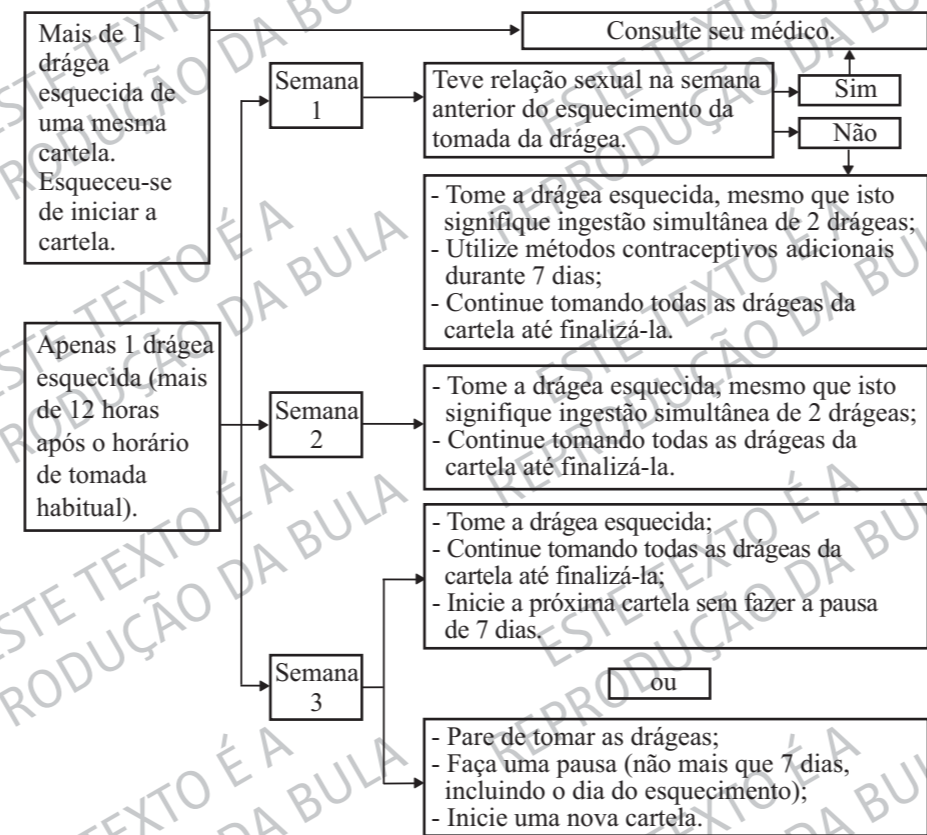 Mais de 1
drágea
esquecida de
uma mesma
cartela.
Esqueceu-se
de iniciar a
cartela.
Consulte seu médico.
Semana
1
Teve relação sexual na semana
anterior do esquecimento da
tomada da drágea.
Sim
Não
- Tome a drágea esquecida, mesmo que isto
significa ingestão simultânea de 2 drágeas;
- Utilize métodos contraceptivos adicionais
durante 7 dias;
- Continue tomando todas as drágeas da
cartela até finalizá-la.
Apenas 1 drágea
esquecida (mais
de 12 horas
após o horário
de tomada
habitual).
Semana
2
- Tome a drágea esquecida, mesmo que isto
signifique ingestão simultânea de 2 drágeas;
- Continue tomando todas as drágeas da
cartela até finalizá-la.
Semana
3
- Tome a drágea esquecida;
- Continue tomando todas as drágeas da
cartela até finalizá-la;
- Inicie a próxima cartela sem fazer a pausa
de 7 dias.
ou
- Pare de tomar as drágeas;
- Faça uma pausa (não mais que 7 dias,
incluindo o dia do esquecimento);
- Inicie uma nova cartela.
ESTE TEXTO É A
REPRODUÇÃO DA BULA